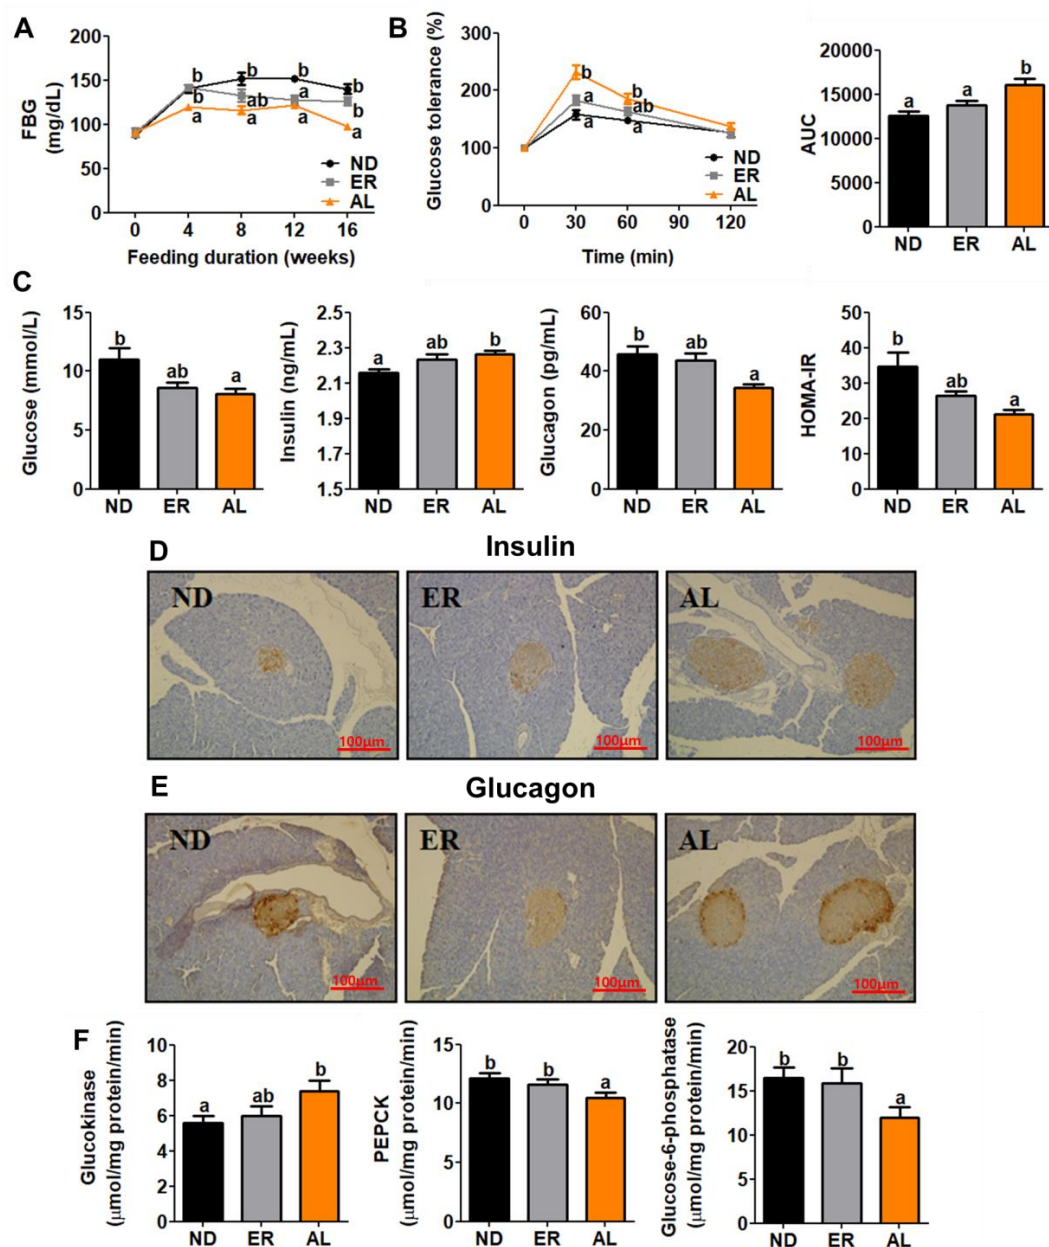 A
FBG
(mg/dL)
200
150
100
50
0
b
b
b
b
b
ab
a
b
a
a
a
a
ND
ER
AL
0 4 8 12 16
Feeding duration (weeks)
B
Glucose tolerance (%)
300
200
100
0
b
a
a
b
ab
a
ND
ER
AL
0 30 60 90 120
Time (min)
AUC
20000
15000
10000
5000
0
a a b
ND ER AL
C
Glucose (mmol/L)
15
10
5
0
b ab a
ND ER AL
Insulin (ng/mL)
2.5
2.3
2.1
1.9
1.7
1.5
a ab b
ND ER AL
Glucagon (pg/mL)
60
40
20
0
b ab a
ND ER AL
HOMA-IR
50
40
30
20
10
0
b ab a
ND ER AL
D
Insulin
ND ER AL
100μm 100μm 100μm
E
Glucagon
ND ER AL
100μm 100μm 100μm
F
Glucokinase
(μmol/mg protein/min)
10
8
6
4
2
0
a ab b
ND ER AL
PEPCK
(μmol/mg protein/min)
15
10
5
0
b b a
ND ER AL
Glucose-6-phosphatase
(μmol/mg protein/min)
20
15
10
5
0
b b a
ND ER AL